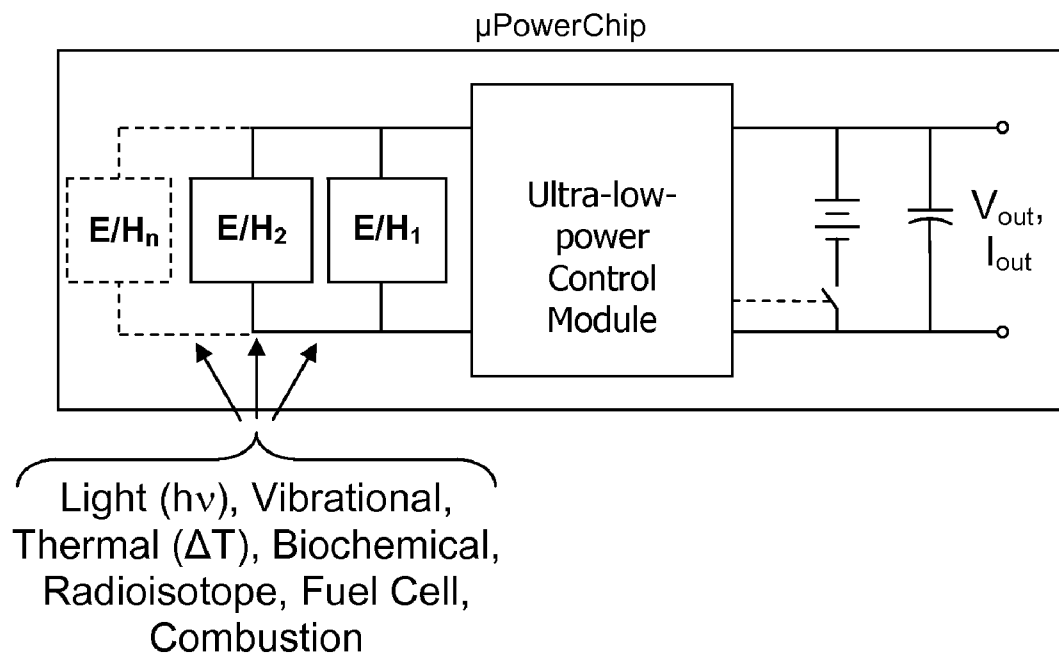 µPowerChip
E/Hn
E/H2
E/H1
Ultra-low-
power
Control
Module
Vout,
Iout
Light (hν), Vibrational,
Thermal (ΔT), Biochemical,
Radioisotope, Fuel Cell,
Combustion